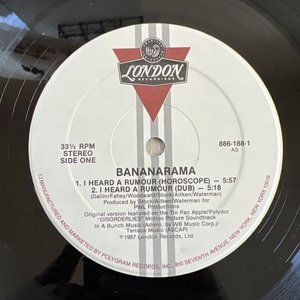 LONDON
RECORDINGS
33⅓ RPM
STEREO
SIDE ONE
886-188-1
AS
BANANARAMA
1. I HEARD A RUMOUR (HOROSCOPE) — 5:57
2. I HEARD A RUMOUR (DUB) — 5:18
(Dallin/Fahey/Woodward/Stock/Aitken/Waterman)
Produced by Stock/Aitken/Waterman for
PWL Productions
Original version featured on the Tin Pan Apple/Polydor
"DISORDERLIES" Motion Picture Soundtrack
In A Bunch Music (Admin. by WB Music Corp.)/
Terrace Music (ASCAP)
℗1987 London Records, Ltd.
MANUFACTURED AND MARKETED BY POLYGRAM RECORDS, INC., 810 SEVENTH AVENUE, NEW YORK, NEW YORK 10019